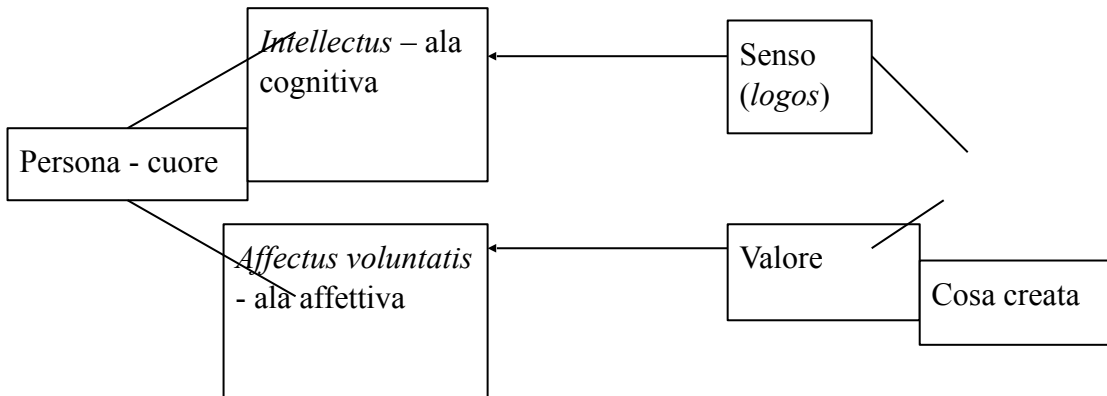 Intellectus – ala
cognitiva
Senso
(logos)
Persona - cuore
Affectus voluntatis
- ala affettiva
Valore
Cosa creata